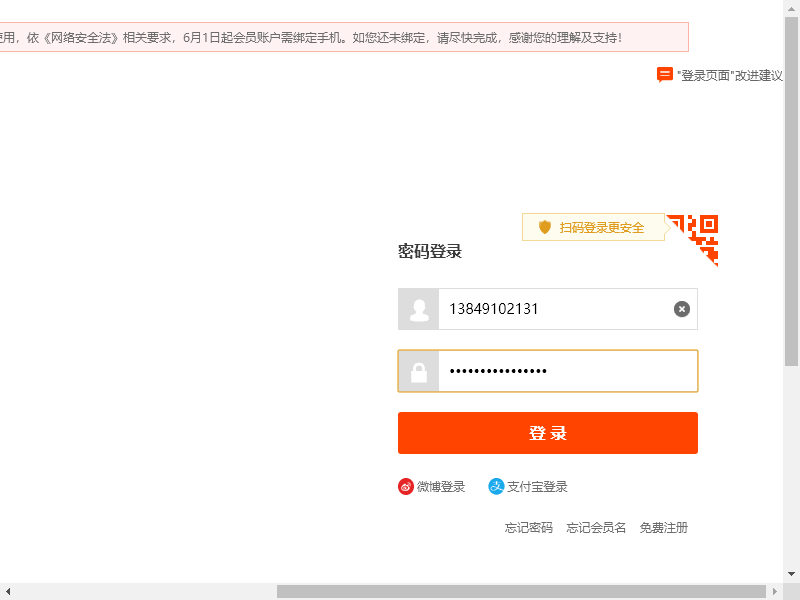 使用，依《网络安全法》相关要求，6月1日起会员账户需绑定手机。如您还未绑定，请尽快完成，感谢您的理解及支持！
"登录页面"改进建议
扫码登录更安全
密码登录
13849102131
••••••••••••••••
登 录
微博登录 支付宝登录
忘记密码 忘记会员名 免费注册